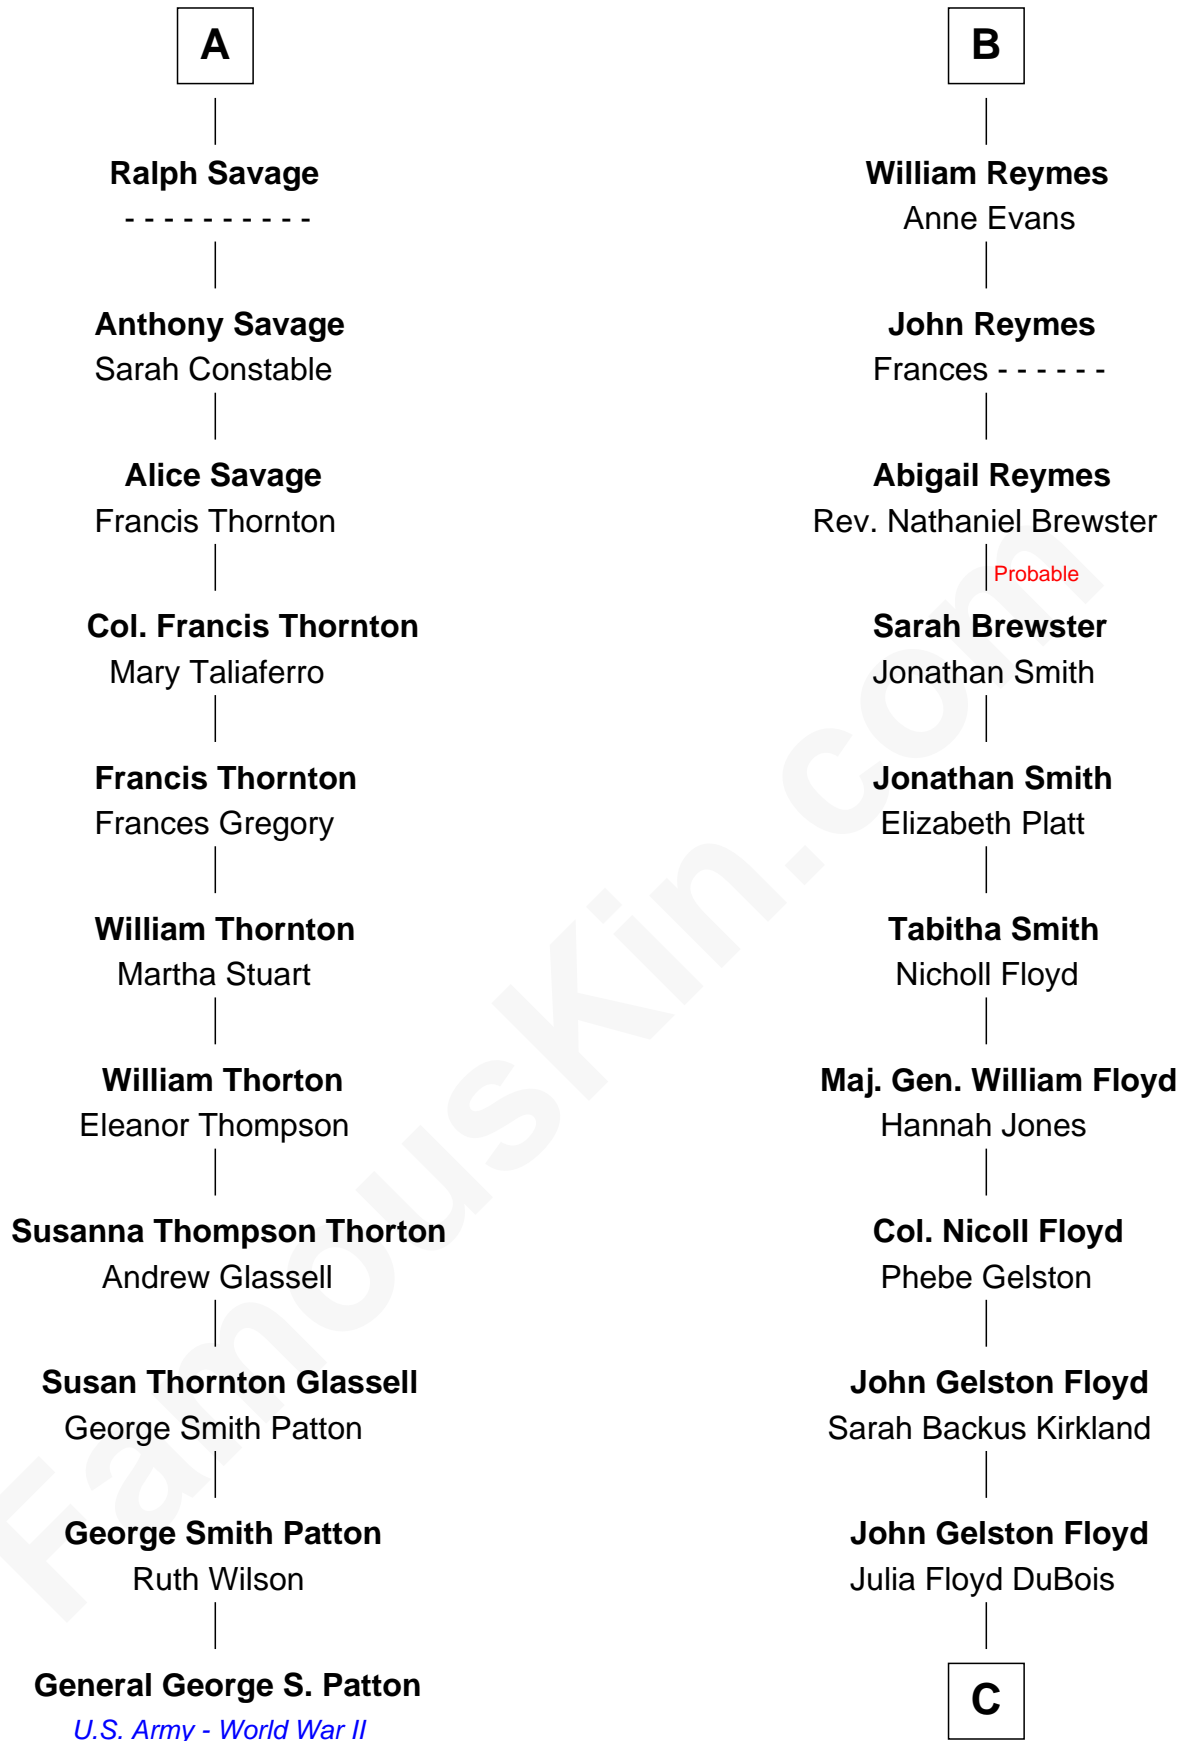 A
Ralph Savage
- - - - - - - - - -
Anthony Savage
Sarah Constable
Alice Savage
Francis Thornton
Col. Francis Thornton
Mary Taliaferro
Francis Thornton
Frances Gregory
William Thornton
Martha Stuart
William Thorton
Eleanor Thompson
Susanna Thompson Thorton
Andrew Glassell
Susan Thornton Glassell
George Smith Patton
George Smith Patton
Ruth Wilson
General George S. Patton
U.S. Army - World War II
B
William Reymes
Anne Evans
John Reymes
Frances - - - - - -
Abigail Reymes
Rev. Nathaniel Brewster
Probable
Sarah Brewster
Jonathan Smith
Jonathan Smith
Elizabeth Platt
Tabitha Smith
Nicholl Floyd
Maj. Gen. William Floyd
Hannah Jones
Col. Nicoll Floyd
Phebe Gelston
John Gelston Floyd
Sarah Backus Kirkland
John Gelston Floyd
Julia Floyd DuBois
C
FamousKin.com